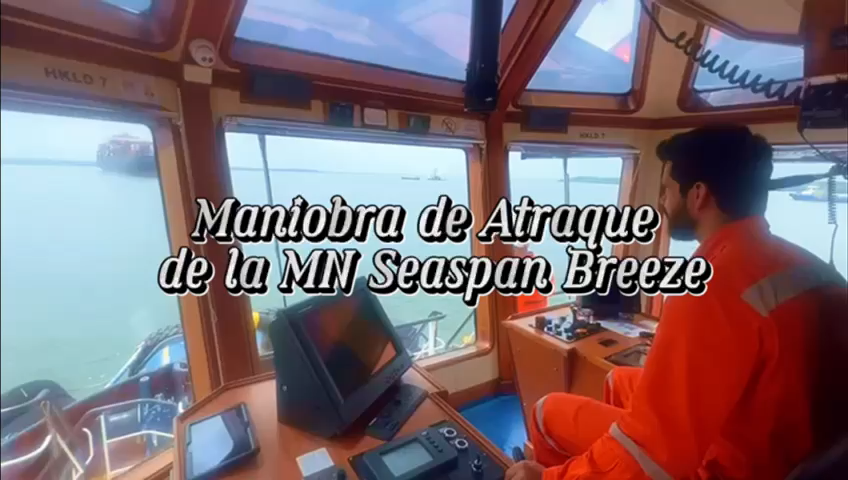 HKLD 7
HKLD 7
Maniobra de Atraque
de la MN Seaspan Breeze